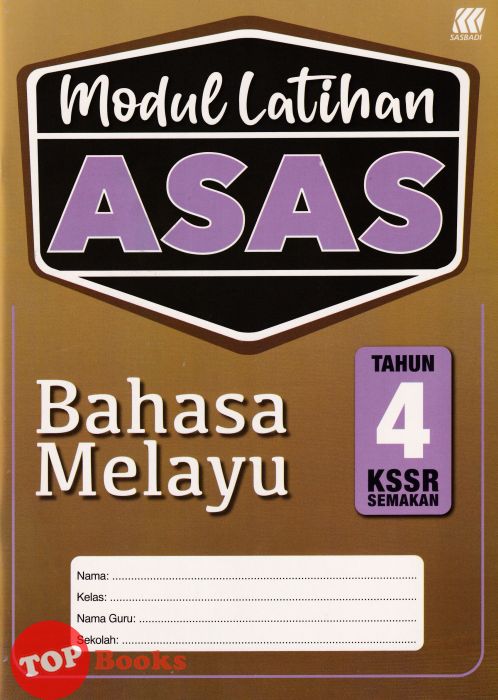 SASBADI
Modul Latihan
ASAS
Bahasa
Melayu
TAHUN
4
KSSR
SEMAKAN
Nama: ......................................................................................
Kelas: ......................................................................................
Nama Guru: ............................................................................
Sekolah: ..................................................................................
TOP Books